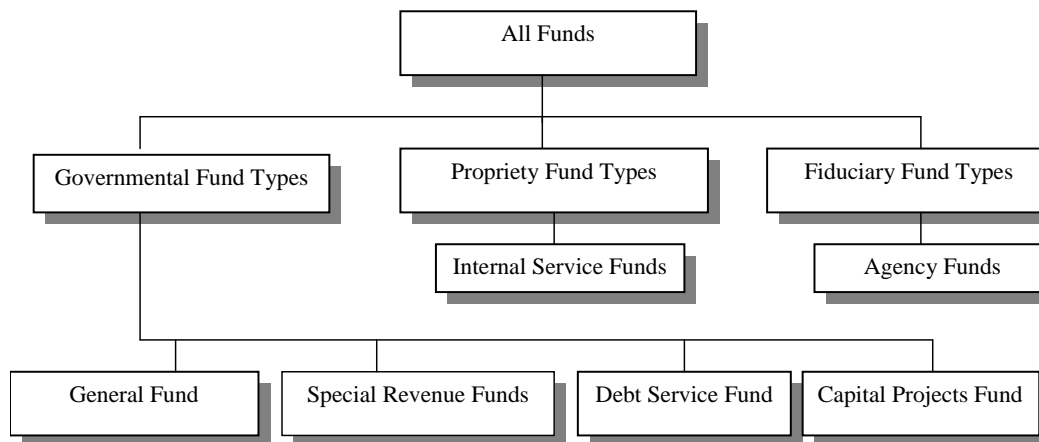 All Funds
Governmental Fund Types
Propriety Fund Types
Fiduciary Fund Types
Internal Service Funds
Agency Funds
General Fund
Special Revenue Funds
Debt Service Fund
Capital Projects Fund